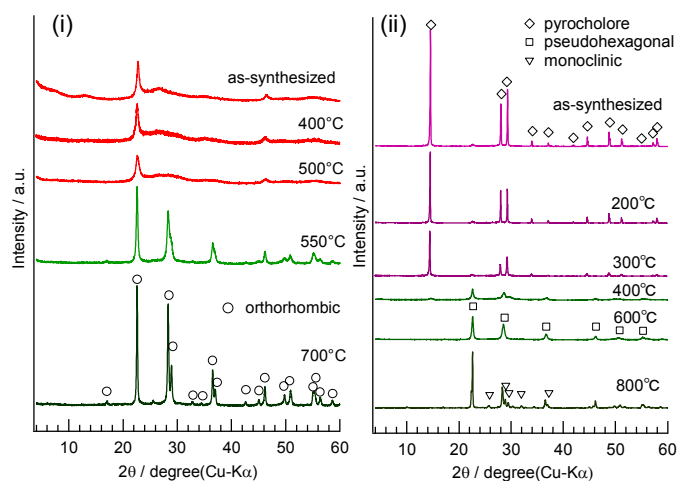 (i)
as-synthesized
400°C
500°C
550°C
○ orthorhombic
700°C
Intensity / a.u.
10 20 30 40 50 60
2θ / degree(Cu-Kα)
(ii)
◇ pyrocholore
□ pseudohexagonal
▽ monoclinic
as-synthesized
200℃
300℃
400℃
600℃
800℃
Intensity / a.u.
10 20 30 40 50 60
2θ / degree(Cu-Kα)